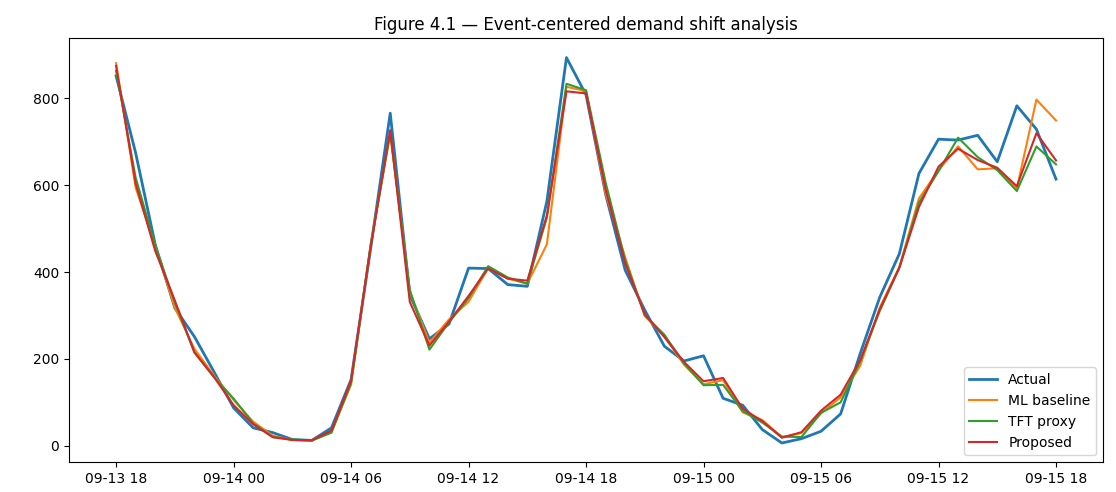 Figure 4.1 — Event-centered demand shift analysis
800
600
400
200
0
Actual
ML baseline
TFT proxy
Proposed
09-13 18
09-14 00
09-14 06
09-14 12
09-14 18
09-15 00
09-15 06
09-15 12
09-15 18